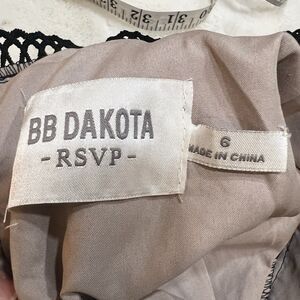 BB DAKOTA
- RSVP -
6
MADE IN CHINA